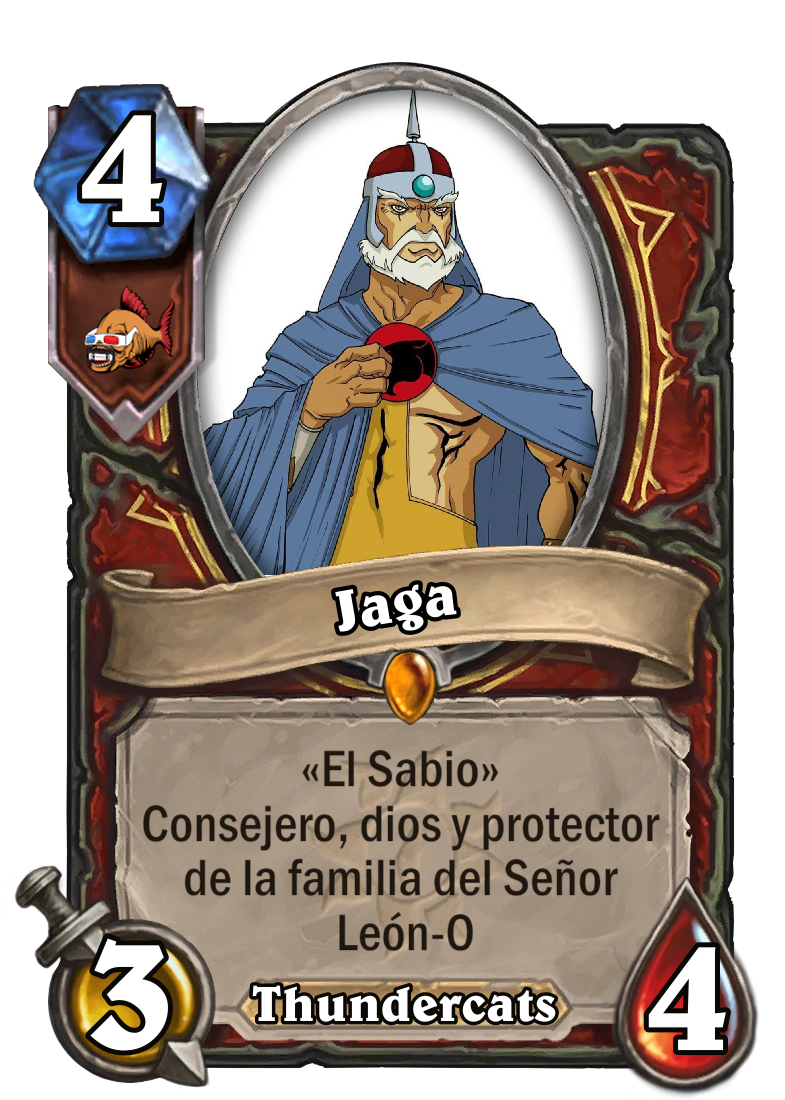 4
Jaga
«El Sabio»
Consejero, dios y protector
de la familia del Señor
León-O
3
Thundercats
4